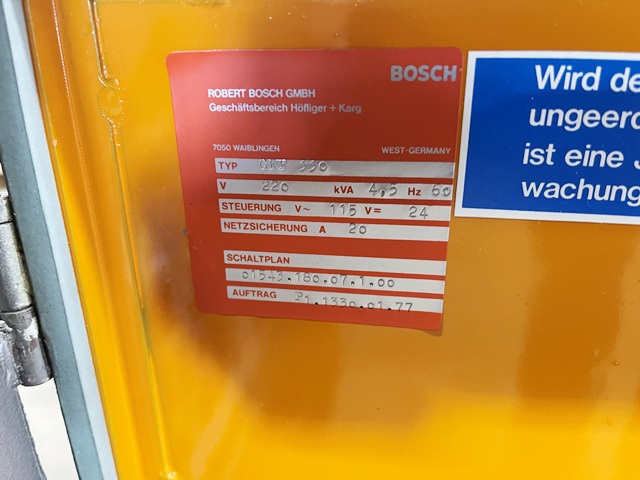 BOSCH
ROBERT BOSCH GMBH
Geschäftsbereich Höfliger + Karg
7050 WAIBLINGEN WEST-GERMANY
TYP 330
V 220 kVA 4,5 Hz 60
STEUERUNG V~ 115 V= 24
NETZSICHERUNG A 20
SCHALTPLAN
01543.180.07.1.00
AUFTRAG P1.1330.01.77
Wird de
ungeerd
ist eine
wachung